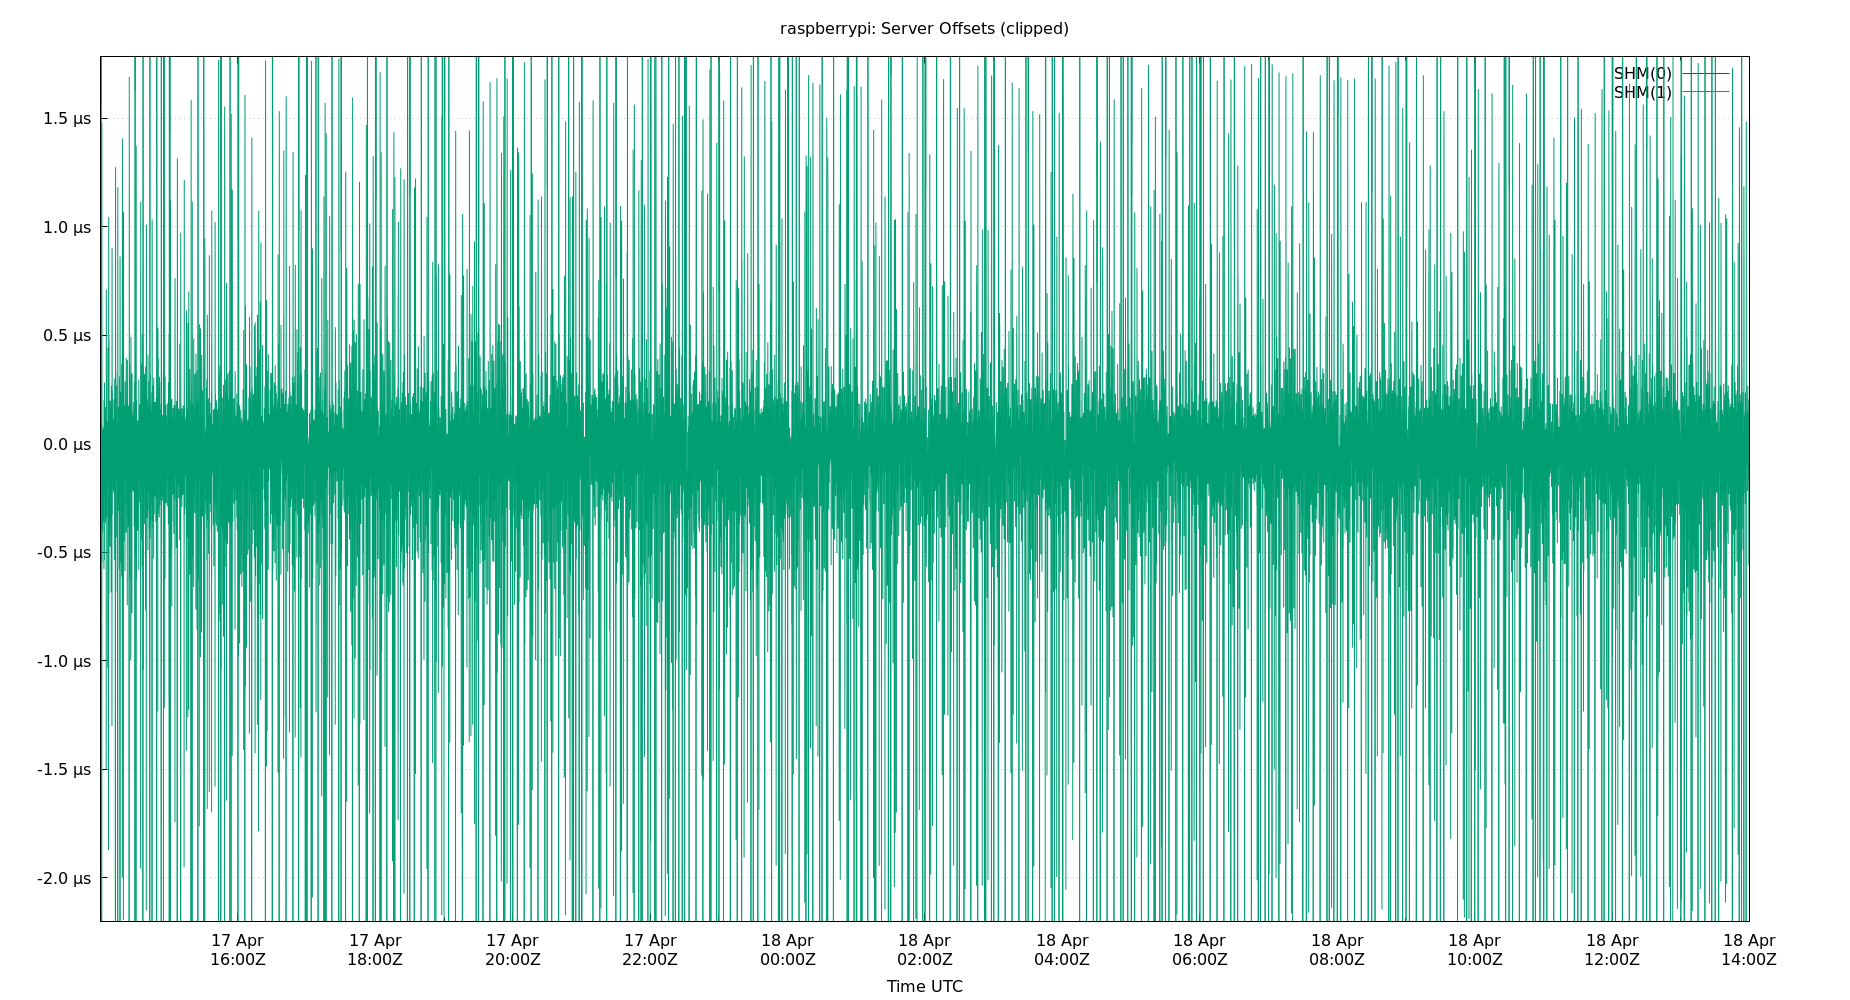 raspberrypi: Server Offsets (clipped)
SHM(0)
SHM(1)
1.5 µs
1.0 µs
0.5 µs
0.0 µs
-0.5 µs
-1.0 µs
-1.5 µs
-2.0 µs
17 Apr 17 Apr 17 Apr 17 Apr 18 Apr 18 Apr 18 Apr 18 Apr 18 Apr 18 Apr 18 Apr 18 Apr
16:00Z 18:00Z 20:00Z 22:00Z 00:00Z 02:00Z 04:00Z 06:00Z 08:00Z 10:00Z 12:00Z 14:00Z
Time UTC